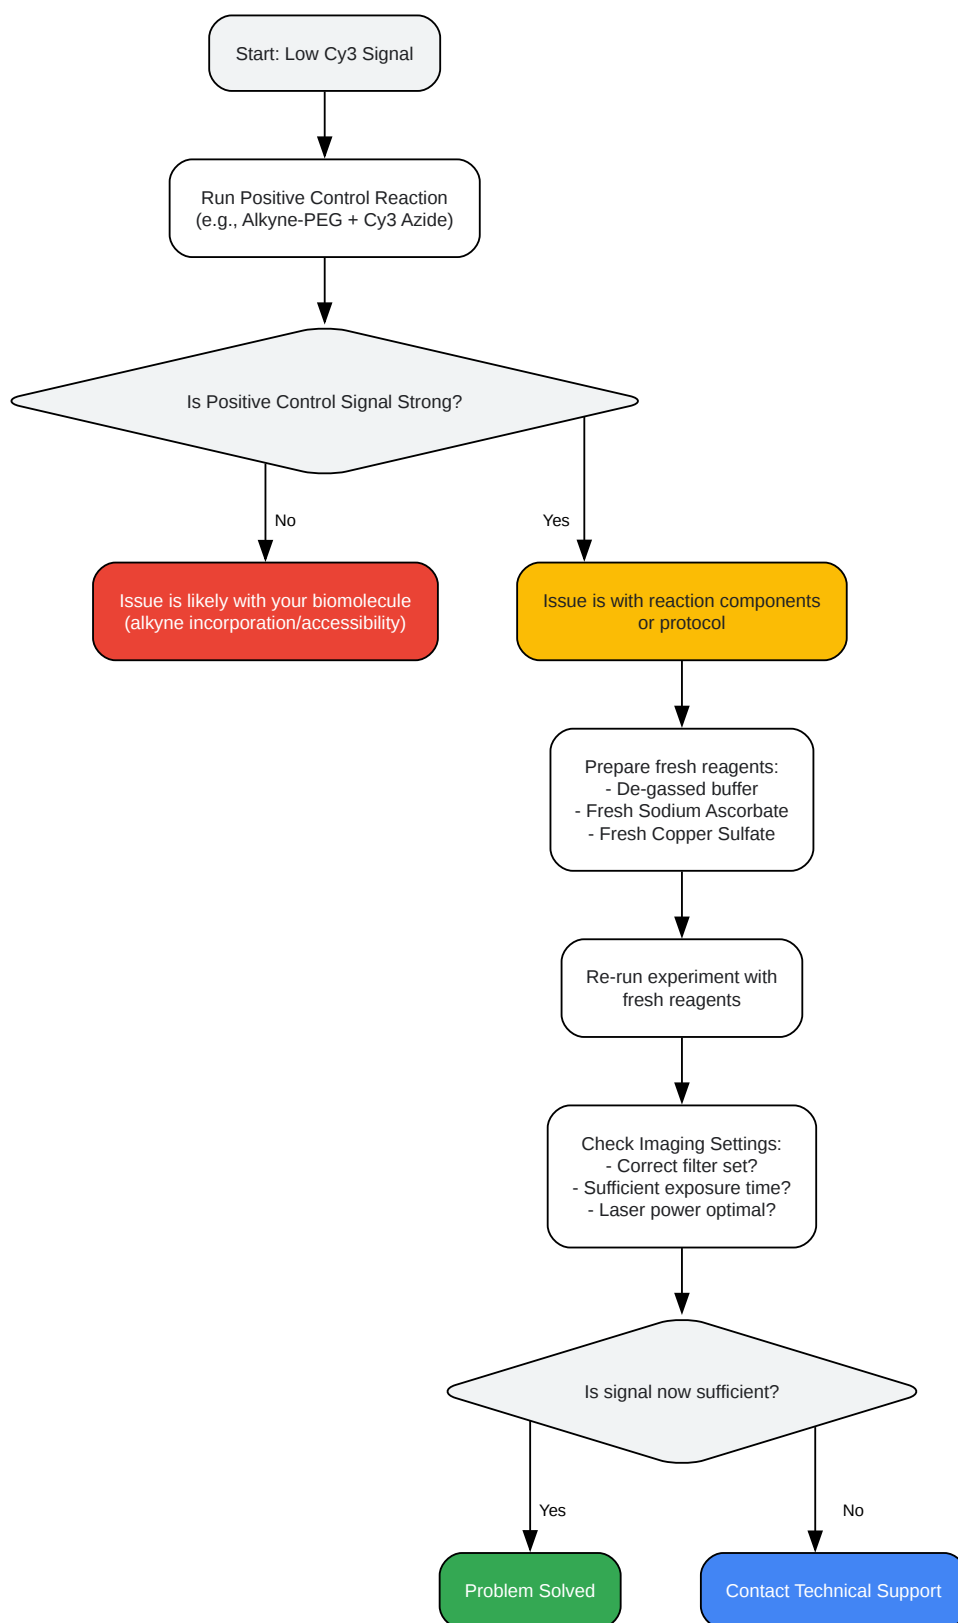 Start: Low Cy3 Signal
Run Positive Control Reaction
(e.g., Alkyne-PEG + Cy3 Azide)
Is Positive Control Signal Strong?
No
Yes
Issue is likely with your biomolecule
(alkyne incorporation/accessibility)
Issue is with reaction components
or protocol
Prepare fresh reagents:
- De-gassed buffer
- Fresh Sodium Ascorbate
- Fresh Copper Sulfate
Re-run experiment with
fresh reagents
Check Imaging Settings:
- Correct filter set?
- Sufficient exposure time?
- Laser power optimal?
Is signal now sufficient?
Yes
No
Problem Solved
Contact Technical Support